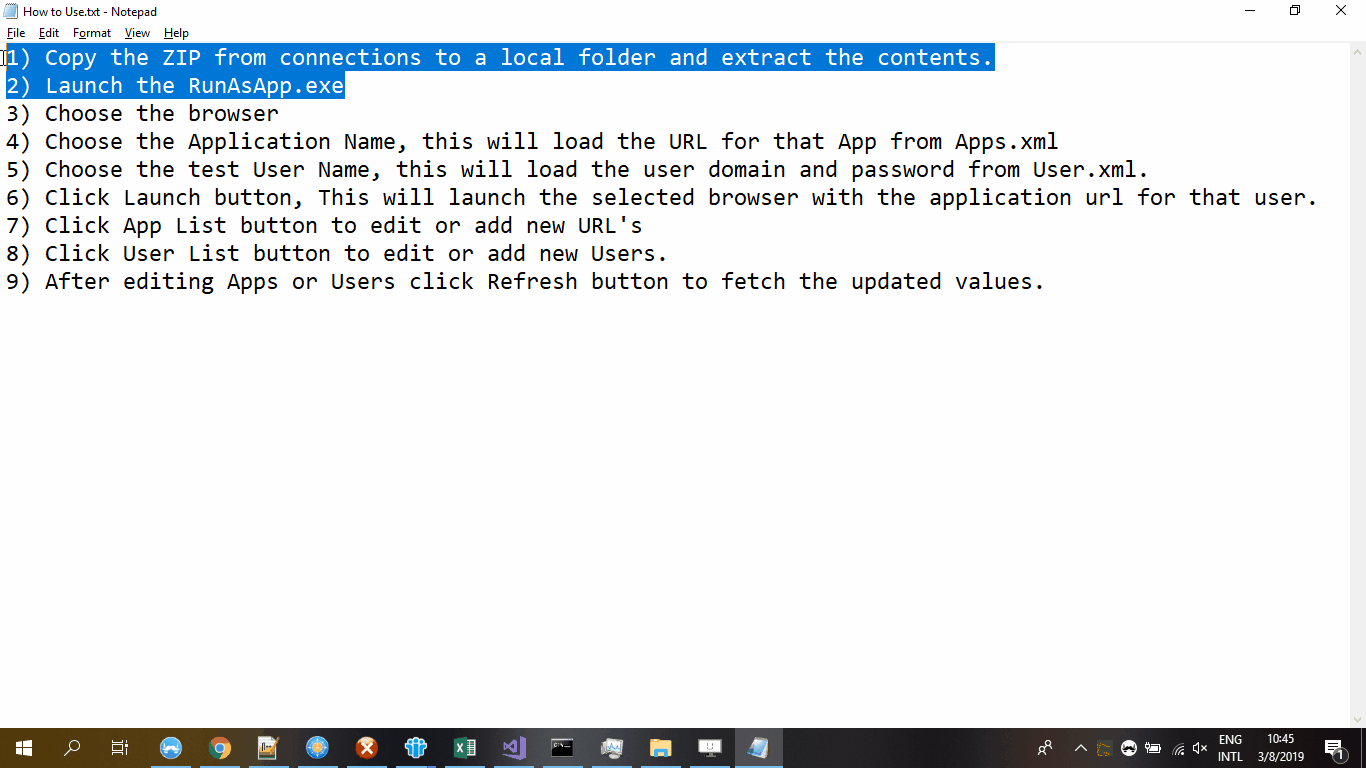 How to Use.txt - Notepad
File Edit Format View Help
1) Copy the ZIP from connections to a local folder and extract the contents.
2) Launch the RunAsApp.exe
3) Choose the browser
4) Choose the Application Name, this will load the URL for that App from Apps.xml
5) Choose the test User Name, this will load the user domain and password from User.xml.
6) Click Launch button, This will launch the selected browser with the application url for that user.
7) Click App List button to edit or add new URL's
8) Click User List button to edit or add new Users.
9) After editing Apps or Users click Refresh button to fetch the updated values.
ENG 10:45
INTL 3/8/2019 1